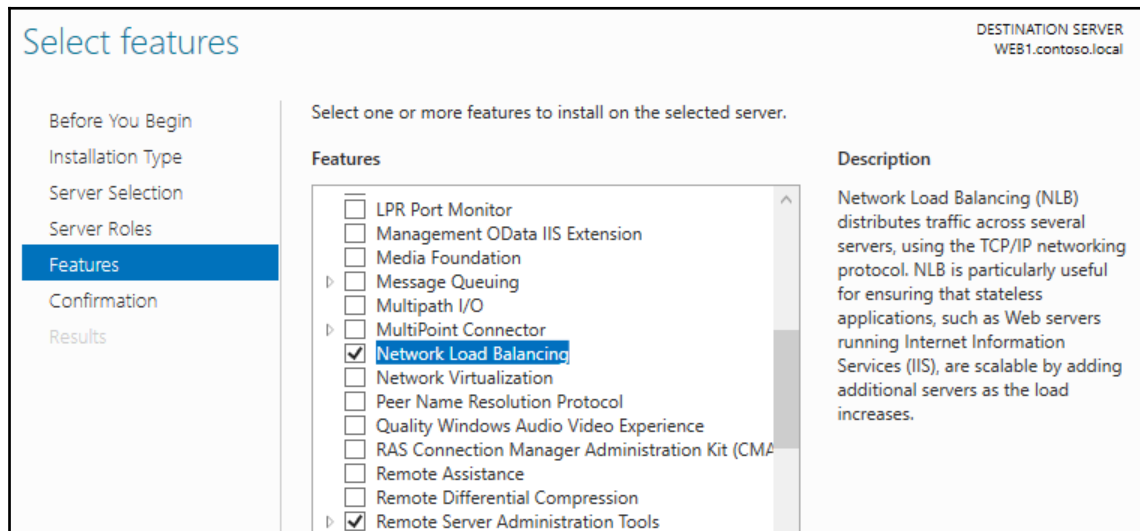 Select features
DESTINATION SERVER
WEB1.contoso.local
Before You Begin
Installation Type
Server Selection
Server Roles
Features
Confirmation
Results
Select one or more features to install on the selected server.
Features
LPR Port Monitor
Management OData IIS Extension
Media Foundation
Message Queuing
Multipath I/O
MultiPoint Connector
Network Load Balancing
Network Virtualization
Peer Name Resolution Protocol
Quality Windows Audio Video Experience
RAS Connection Manager Administration Kit (CMA
Remote Assistance
Remote Differential Compression
Remote Server Administration Tools
Description
Network Load Balancing (NLB)
distributes traffic across several
servers, using the TCP/IP networking
protocol. NLB is particularly useful
for ensuring that stateless
applications, such as Web servers
running Internet Information
Services (IIS), are scalable by adding
additional servers as the load
increases.